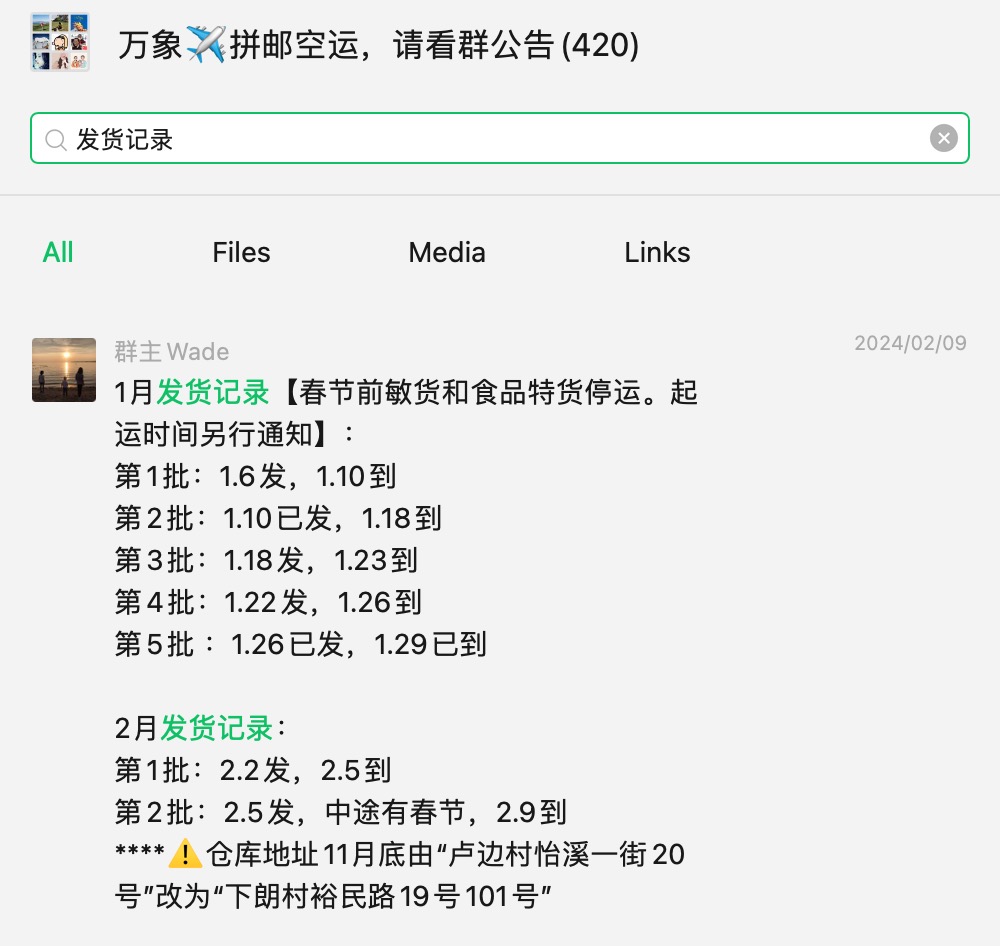 万象✈️拼邮空运，请看群公告(420)
发货记录
All Files Media Links
群主Wade 2024/02/09
1月发货记录【春节前敏货和食品特货停运。起
运时间另行通知】：
第1批：1.6发，1.10到
第2批：1.10已发，1.18到
第3批：1.18发，1.23到
第4批：1.22发，1.26到
第5批 ：1.26已发，1.29已到
2月发货记录：
第1批：2.2发，2.5到
第2批：2.5发，中途有春节，2.9到
****⚠️仓库地址11月底由“卢边村怡溪一街20
号”改为“下朗村裕民路19号101号”